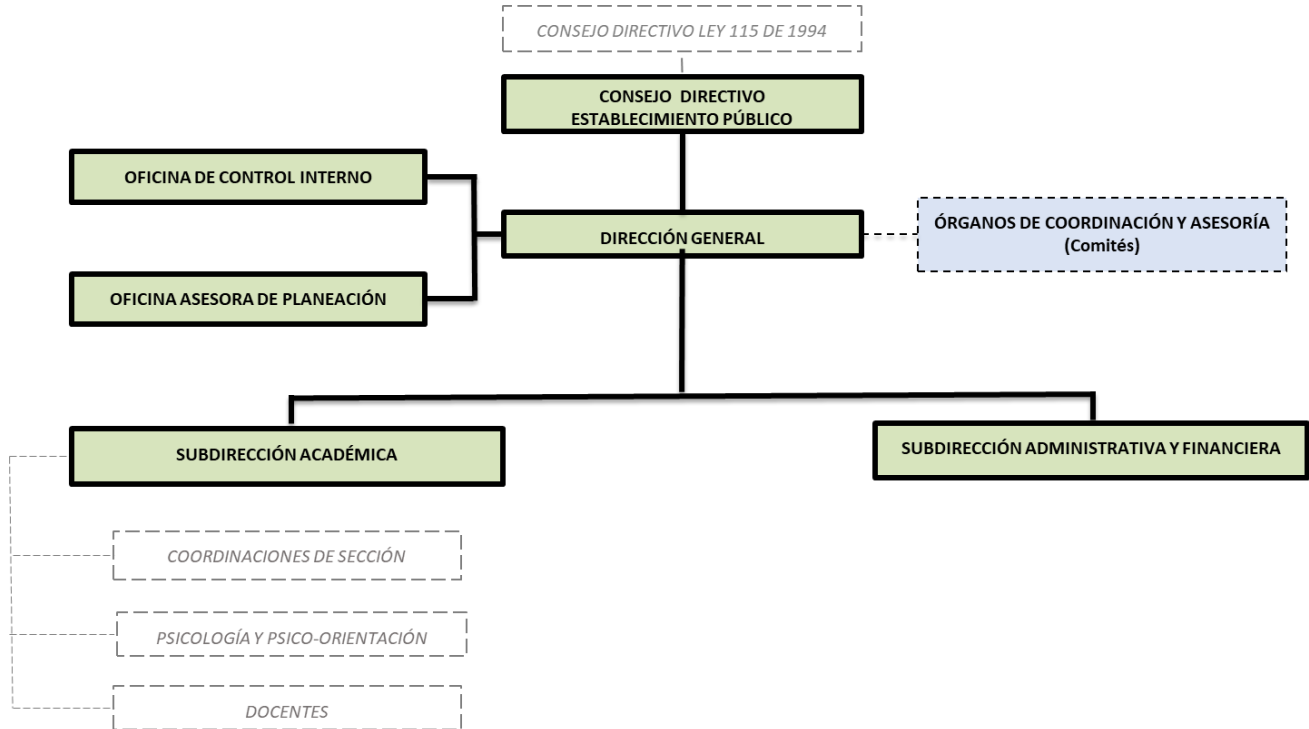 CONSEJO DIRECTIVO LEY 115 DE 1994
CONSEJO DIRECTIVO
ESTABLECIMIENTO PÚBLICO
OFICINA DE CONTROL INTERNO
DIRECCIÓN GENERAL
ÓRGANOS DE COORDINACIÓN Y ASESORÍA
(Comités)
OFICINA ASESORA DE PLANEACIÓN
SUBDIRECCIÓN ACADÉMICA
SUBDIRECCIÓN ADMINISTRATIVA Y FINANCIERA
COORDINACIONES DE SECCIÓN
PSICOLOGÍA Y PSICO-ORIENTACIÓN
DOCENTES